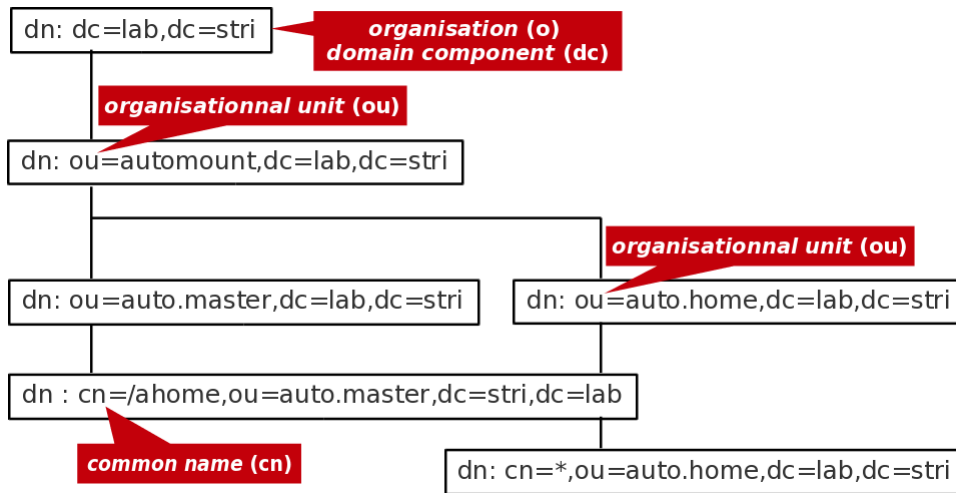 dn: dc=lab,dc=stri
organisation (o)
domain component (dc)
organisationnal unit (ou)
dn: ou=automount,dc=lab,dc=stri
organisationnal unit (ou)
dn: ou=auto.master,dc=lab,dc=stri
dn: ou=auto.home,dc=lab,dc=stri
dn : cn=/ahome,ou=auto.master,dc=stri,dc=lab
common name (cn)
dn: cn=*,ou=auto.home,dc=lab,dc=stri